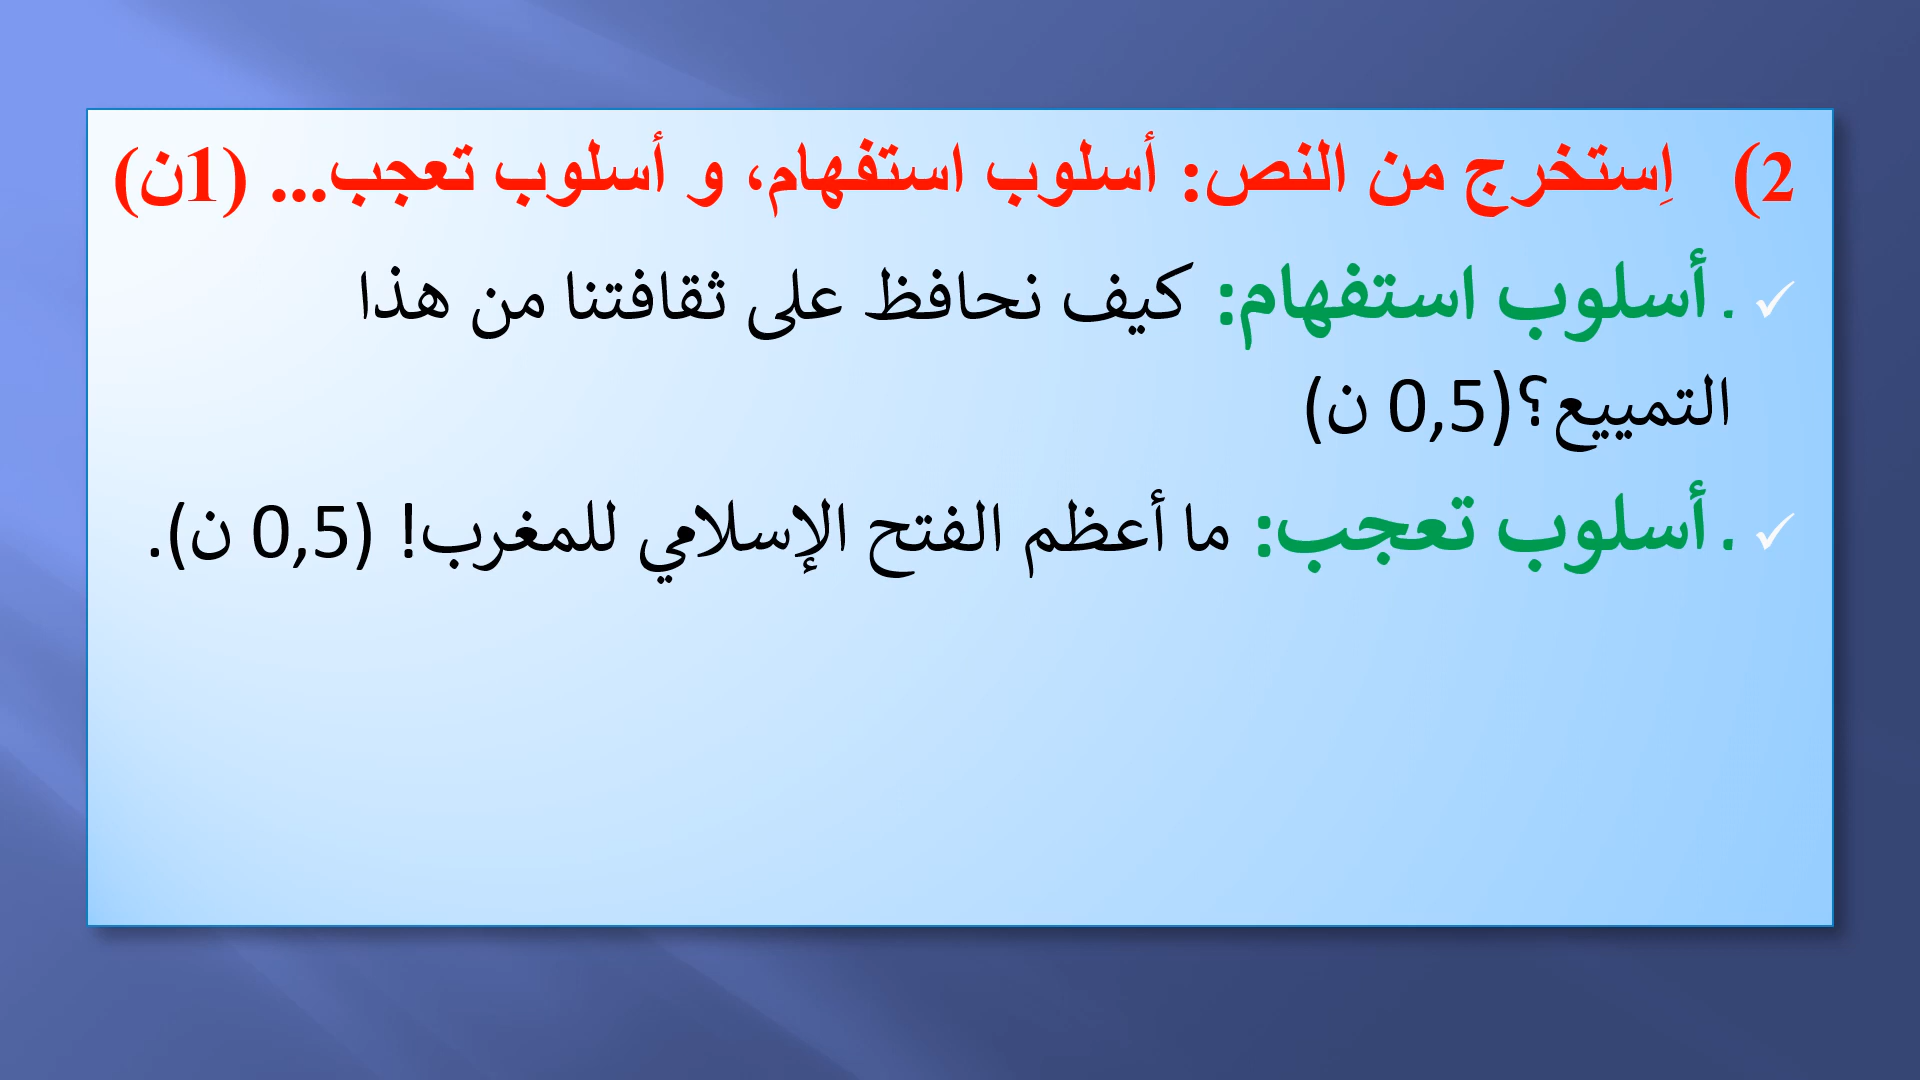 2) اِستخرج من النص: أسلوب استفهام، و أسلوب تعجب... (1ن)
✓ . أسلوب استفهام: كيف نحافظ على ثقافتنا من هذا
التمييع؟(0,5 ن)
✓ . أسلوب تعجب: ما أعظم الفتح الإسلامي للمغرب! (0,5 ن).